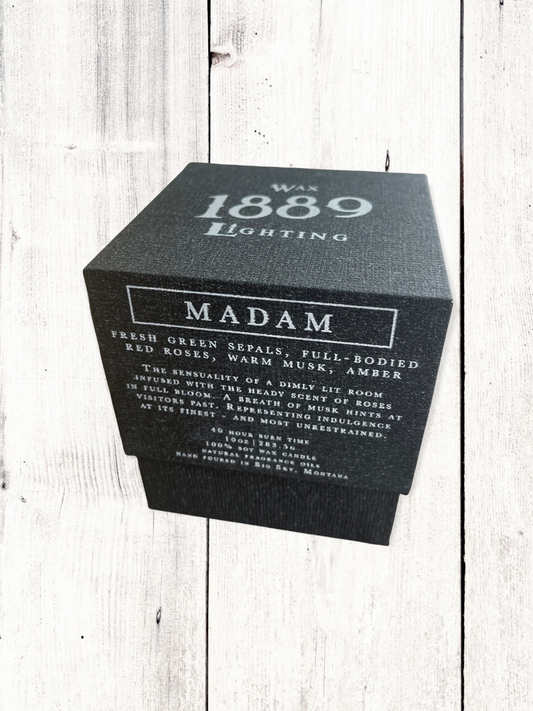 WAX
1889
LIGHTING
MADAM
FRESH GREEN SEPALS, FULL-BODIED
RED ROSES, WARM MUSK, AMBER
THE SENSUALITY OF A DIMLY LIT ROOM
INFUSED WITH THE HEADY SCENT OF ROSES
IN FULL BLOOM. A BREATH OF MUSK HINTS AT
VISITORS PAST. REPRESENTING INDULGENCE
AT ITS FINEST - AND MOST UNRESTRAINED.
40 HOUR BURN TIME
10OZ | 283.5G
100% SOY WAX CANDLE
NATURAL FRAGRANCE OILS
HAND POURED IN BIG SKY, MONTANA